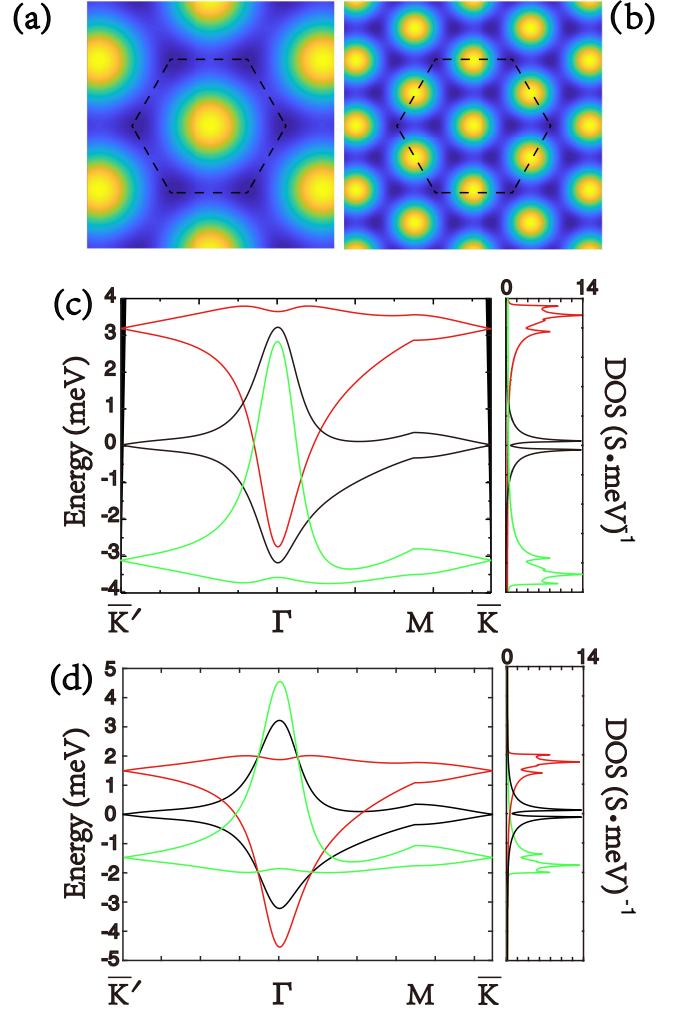 (a)
(b)
(c)
0 14
4
3
2
1
0
-1
-2
-3
-4
Energy (meV)
K̅′ Γ M K̅
DOS (S•meV)⁻¹
(d)
0 14
5
4
3
2
1
0
-1
-2
-3
-4
-5
Energy (meV)
K̅′ Γ M K̅
DOS (S•meV)⁻¹